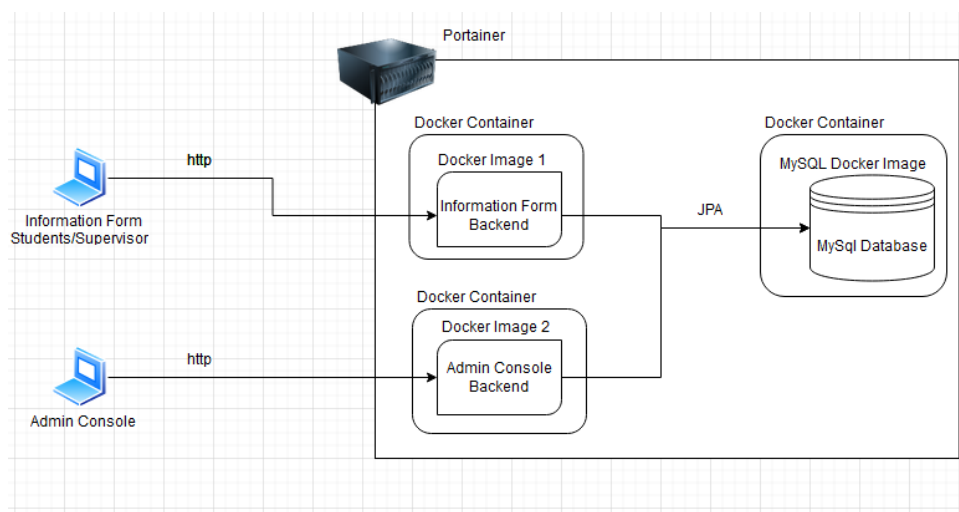 Portainer
Docker Container
Docker Container
http
Docker Image 1
MySQL Docker Image
Information Form
Backend
JPA
Information Form
Students/Supervisor
MySql Database
Docker Container
Docker Image 2
http
Admin Console
Backend
Admin Console